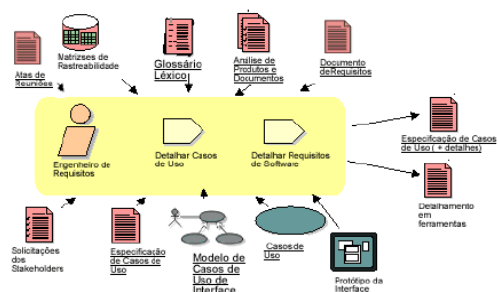 Atas de
Reuniões
Matrizses de
Rastreabilidade
Glossário
Léxico
Análise de
Produtos e
Documentos
Documento
deRequisitos
Engenheiro de
Requisitos
Detalhar Casos
de Uso
Detalhar Requisitos
de Software
Especificação de Casos
de Uso ( + detalhes)
Detalhamento
em
ferramentas
Solicitações
dos
Stakeholders
Especificação
de Casos de
Uso
Modelo de
Casos de
Uso de
Interface
Casos de
Uso
Protótipo da
Interface